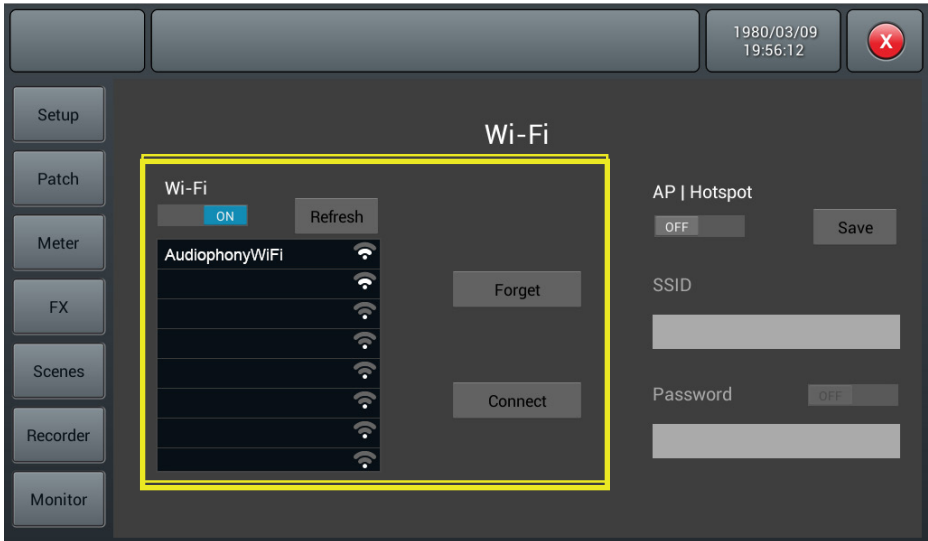 1980/03/09
19:56:12
X
Setup
Patch
Meter
FX
Scenes
Recorder
Monitor
Wi-Fi
Wi-Fi
ON
Refresh
AudiophonyWiFi
Forget
Connect
AP | Hotspot
OFF
Save
SSID
Password
OFF